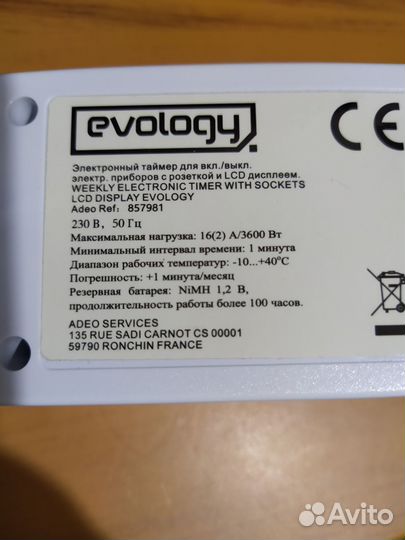 evology
CE
Электронный таймер для вкл./выкл.
электр. приборов с розеткой и LCD дисплеем.
WEEKLY ELECTRONIC TIMER WITH SOCKETS
LCD DISPLAY EVOLOGY
Adeo Ref: 857981
230 В, 50 Гц
Максимальная нагрузка: 16(2) А/3600 Вт
Минимальный интервал времени: 1 минута
Диапазон рабочих температур: -10...+40°С
Погрешность: +1 минута/месяц
Резервная батарея: NiMH 1,2 В,
продолжительность работы более 100 часов.
ADEO SERVICES
135 RUE SADI CARNOT CS 00001
59790 RONCHIN FRANCE
Avito